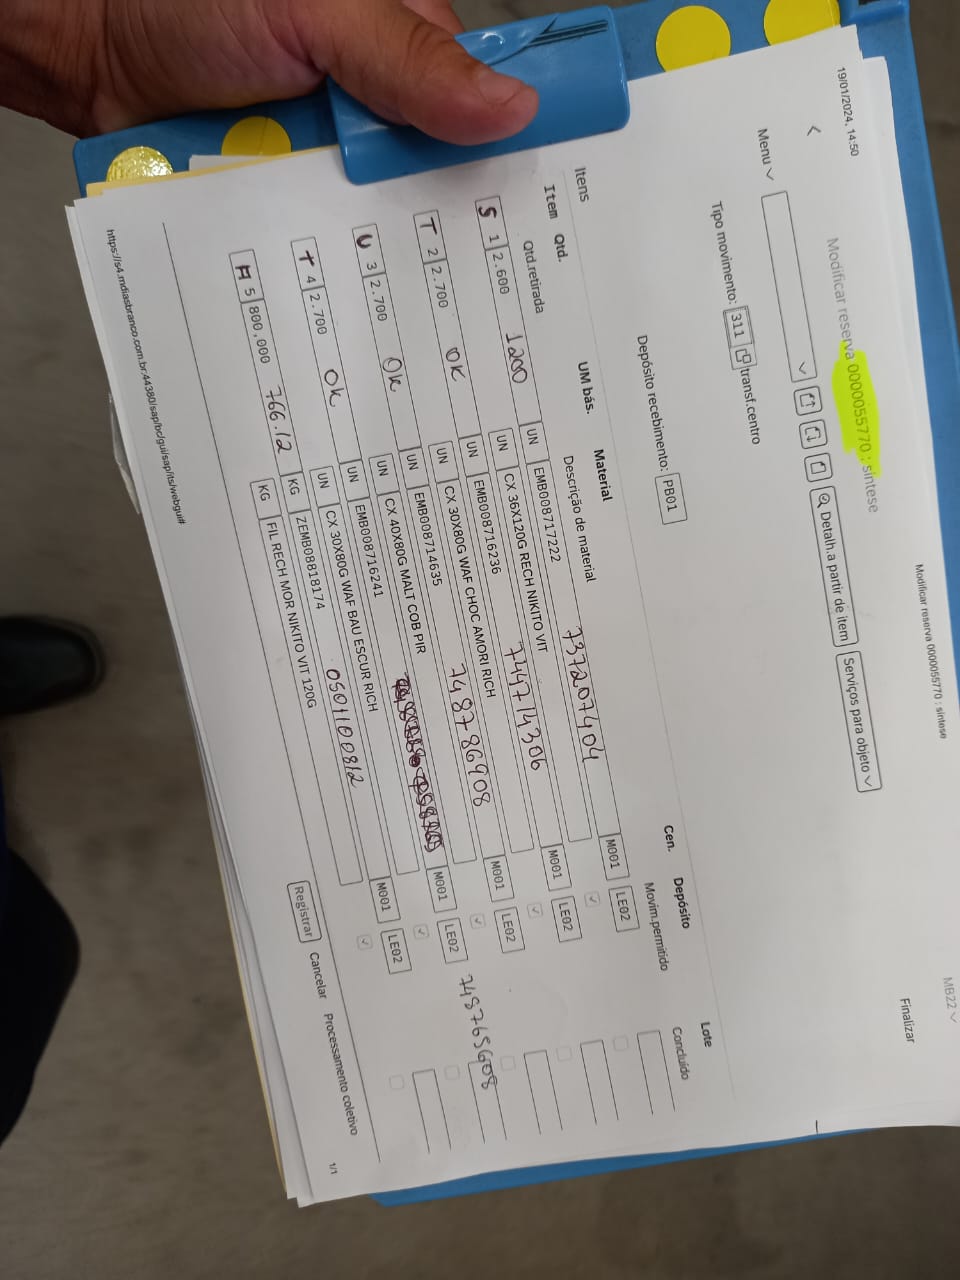 Modificar reserva 0000055770 : síntese
MB22
19/01/2024, 14:50
Modificar reserva 0000055770 : síntese
Finalizar
Menu
Detalh.a partir de item
Serviços para objeto
Tipo movimento: 311 transf.centro
Depósito recebimento: PB01
Itens
Item Qtd. UM bás. Material Cen. Depósito Lote
Qtd.retirada Descrição de material Movim.permitido Concluído
S 1 2.600 1200 UN EMB008717222 737207404 M001 LE02
UN CX 36X120G RECH NIKITO VIT
T 2 2.700 OK UN EMB008716236 744714306 M001 LE02
UN CX 30X80G WAF CHOC AMORI RICH
U 3 2.700 OK UN EMB008714635 748786908 M001 LE02
UN CX 40X80G MALT COB PIR
T 4 2.700 OK UN EMB008716241 M001 LE02 748765608
UN CX 30X80G WAF BAU ESCUR RICH
A 5 800,000 766.12 KG ZEMB08818174 0501100812 M001 LE02
KG FIL RECH MOR NIKITO VIT 120G
Registrar Cancelar Processamento coletivo
https://s4.mdiasbranco.com.br:44380/sap/bc/gui/sap/its/webgui#
1/1